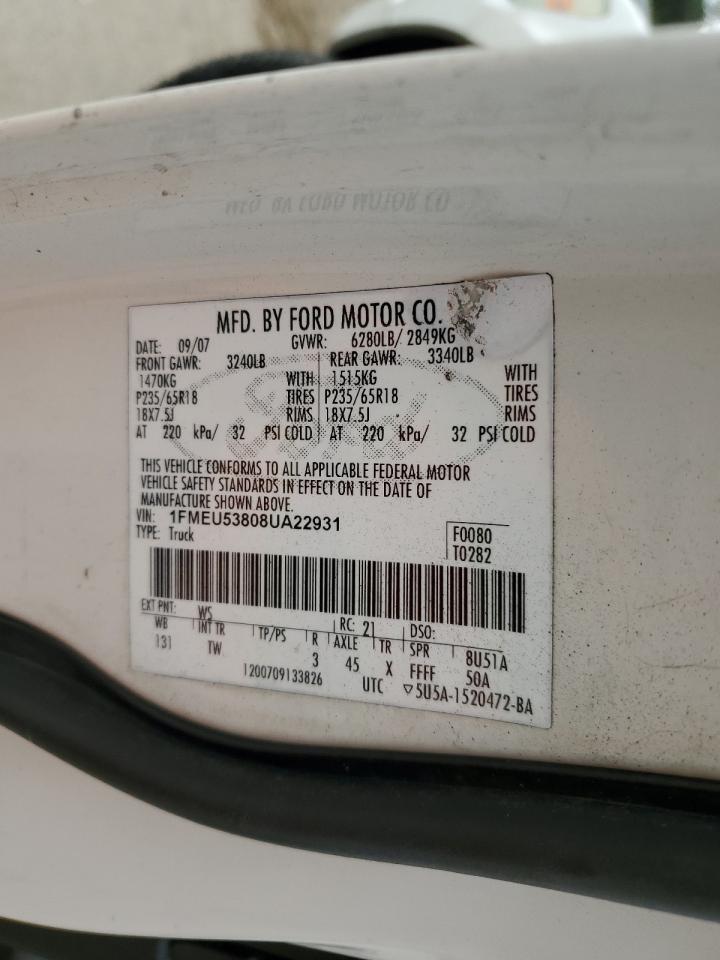 MFD. BY FORD MOTOR CO.
DATE: 09/07 GVWR: 6280LB/ 2849KG
FRONT GAWR: 3240LB REAR GAWR: 3340LB
1470KG WITH 1515KG WITH
P235/65R18 TIRES P235/65R18 TIRES
18X7.5J RIMS 18X7.5J RIMS
AT 220 kPa/ 32 PSI COLD AT 220 kPa/ 32 PSI COLD
THIS VEHICLE CONFORMS TO ALL APPLICABLE FEDERAL MOTOR
VEHICLE SAFETY STANDARDS IN EFFECT ON THE DATE OF
MANUFACTURE SHOWN ABOVE.
VIN: 1FMEU53808UA22931
TYPE: Truck
F0080
T0282
EXT PNT: WS RC: 21 DSO:
WB INT TR TP/PS R AXLE TR SPR 8U51A
131 TW 3 45 X FFFF 50A
1200709133826 UTC ▽5U5A-1520472-BA